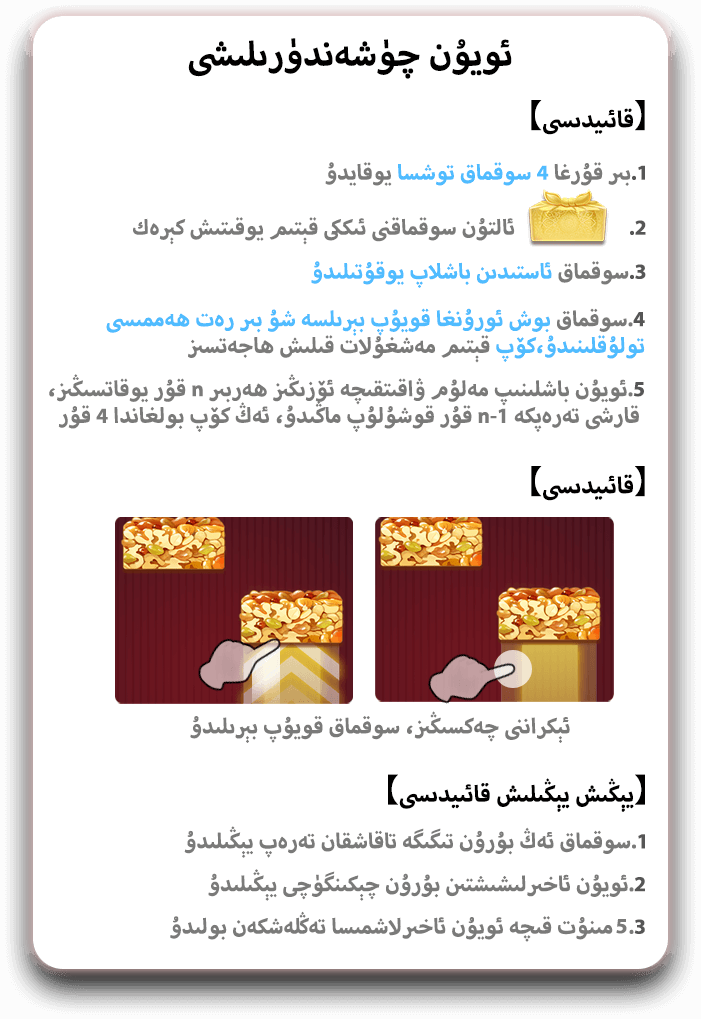 ئويۇن چۈشەندۈرىلىشى
【قائىيدىسى】
1.بىر قۇرغا 4 سوقماق توشسا يوقايدۇ
2. ئالتۇن سوقماقنى ئىككى قېتىم يوقىتىش كېرەك
3.سوقماق ئاستىدىن باشلاپ يوقۇتىلىدۇ
4.سوقماق بوش ئورۇنغا قويۇپ بېرىلسە شۇ بىر رەت ھەممىسى
تولۇقلىنىدۇ،كۆپ قېتىم مەشغۇلات قىلىش ھاجەتسىز
5.ئويۇن باشلىنىپ مەلۇم ۋاقىتقىچە ئۆزىڭىز ھەربىر n قۇر يوقاتسىڭىز،
قارشى تەرەپكە n-1 قۇر قوشۇلۇپ ماڭىدۇ، ئەڭ كۆپ بولغاندا 4 قۇر
【قائىيدىسى】
ئېكراننى چەكسىڭىز، سوقماق قويۇپ بېرىلىدۇ
【يېڭىش يېڭىلىش قائىيدىسى】
1.سوقماق ئەڭ بۇرۇن تىگىگە تاقاشقان تەرەپ يېڭىلىدۇ
2.ئويۇن ئاخىرلىشىشتىن بۇرۇن چېكىنگۈچى يېڭىلىدۇ
3.5 مىنۇت قىچە ئويۇن ئاخىرلاشمىسا تەڭلەشكەن بولىدۇ